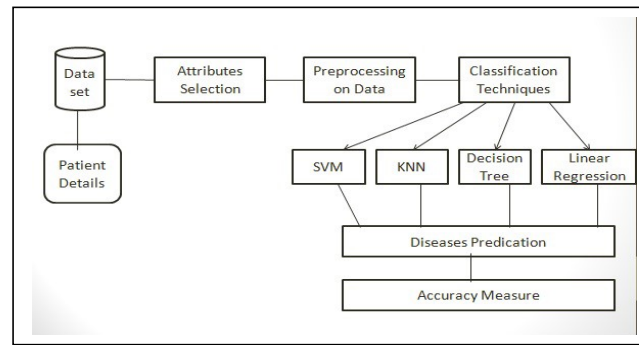 Data
set
Attributes
Selection
Preprocessing
on Data
Classification
Techniques
Patient
Details
SVM
KNN
Decision
Tree
Linear
Regression
Diseases Predication
Accuracy Measure